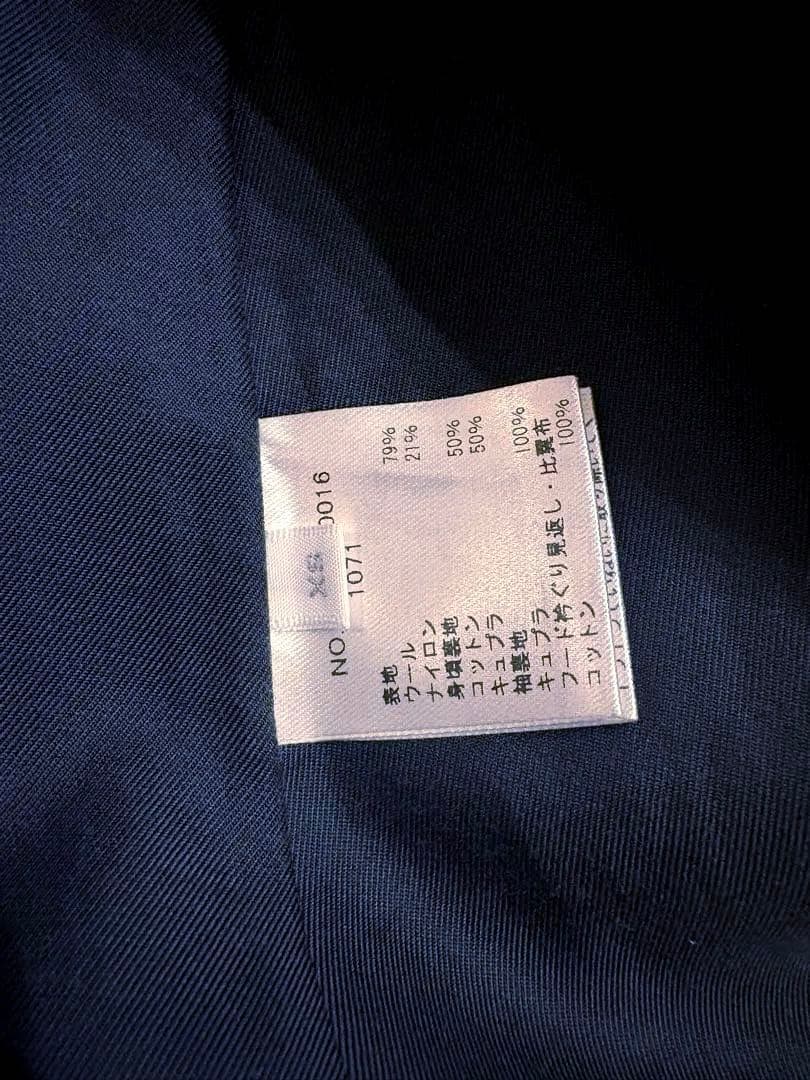 XS
NO. 0016
1071
表地
ウール 79%
ナイロン 21%
身頃裏地
コットン 50%
キュプラ 50%
袖裏地
キュプラ 100%
フード衿ぐり見返し・比翼布
コットン 100%